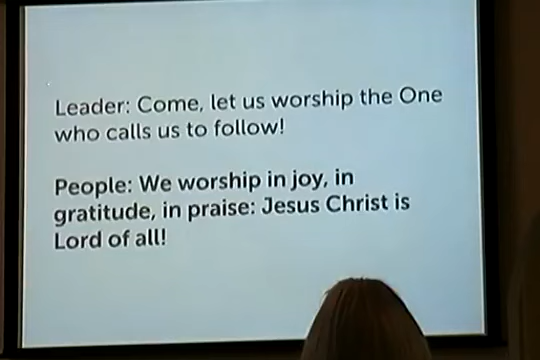 Leader: Come, let us worship the One
who calls us to follow!
People: We worship in joy, in
gratitude, in praise: Jesus Christ is
Lord of all!